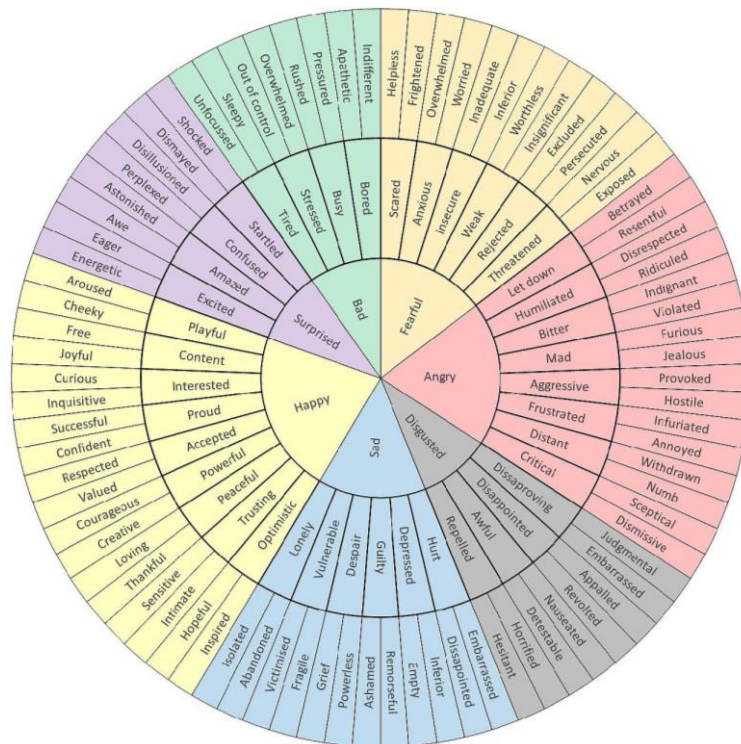 Bad
Fearful
Angry
Disgusted
Sad
Happy
Surprised
Tired
Stressed
Busy
Bored
Scared
Anxious
insecure
Weak
Rejected
Threatened
Let down
Humiliated
Bitter
Mad
Aggressive
Frustrated
Distant
Critical
Dissaproving
Disappointed
Awful
Repelled
Hurt
Depressed
Guilty
Despair
Vulnerable
Lonely
Optimistic
Trusting
Peaceful
Powerful
Accepted
Proud
Interested
Content
Playful
Excited
Amazed
Confused
Startled
Unfocussed
Sleepy
Out of control
Overwhelmed
Rushed
Pressured
Apathetic
Indifferent
Helpless
Frightened
Overwhelmed
Worried
Inadequate
Inferior
Worthless
Insignificant
Excluded
Persecuted
Nervous
Exposed
Betrayed
Resentful
Disrespected
Ridiculed
Indignant
Violated
Furious
Jealous
Provoked
Hostile
Infuriated
Annoyed
Withdrawn
Numb
Sceptical
Dismissive
Judgmental
Embarrassed
Appalled
Revolted
Nauseated
Detestable
Horrified
Hesitant
Embarrassed
Dissapointed
Inferior
Empty
Remorseful
Ashamed
Powerless
Grief
Fragile
Victimised
Abandoned
isolated
Inspired
Hopeful
Intimate
Sensitive
Thankful
Loving
Creative
Courageous
Valued
Respected
Confident
Successful
Inquisitive
Curious
Joyful
Free
Cheeky
Aroused
Energetic
Eager
Awe
Astonished
Perplexed
Disillusioned
Dismayed
Shocked